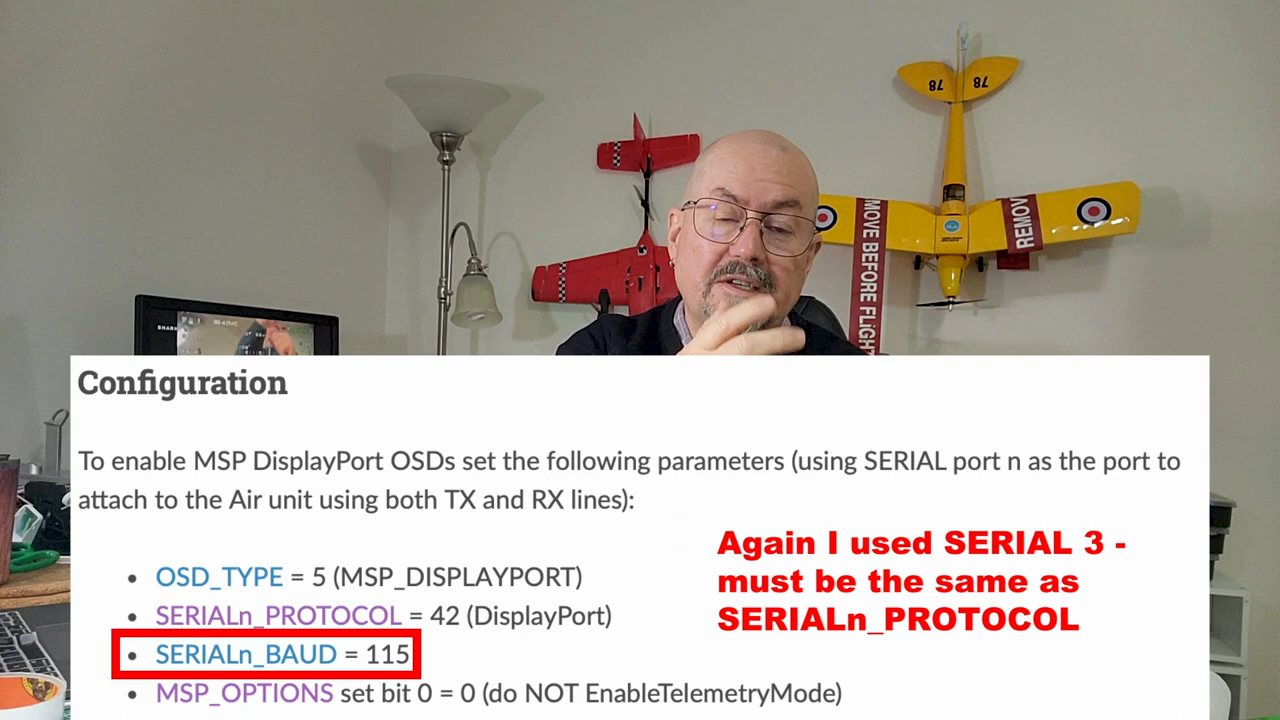 78
78
MOVE BEFORE FLIGHT
REMOV
SHARK
Configuration
To enable MSP DisplayPort OSDs set the following parameters (using SERIAL port n as the port to
attach to the Air unit using both TX and RX lines):
• OSD_TYPE = 5 (MSP_DISPLAYPORT)
• SERIALn_PROTOCOL = 42 (DisplayPort)
• SERIALn_BAUD = 115
• MSP_OPTIONS set bit 0 = 0 (do NOT EnableTelemetryMode)
Again I used SERIAL 3 -
must be the same as
SERIALn_PROTOCOL